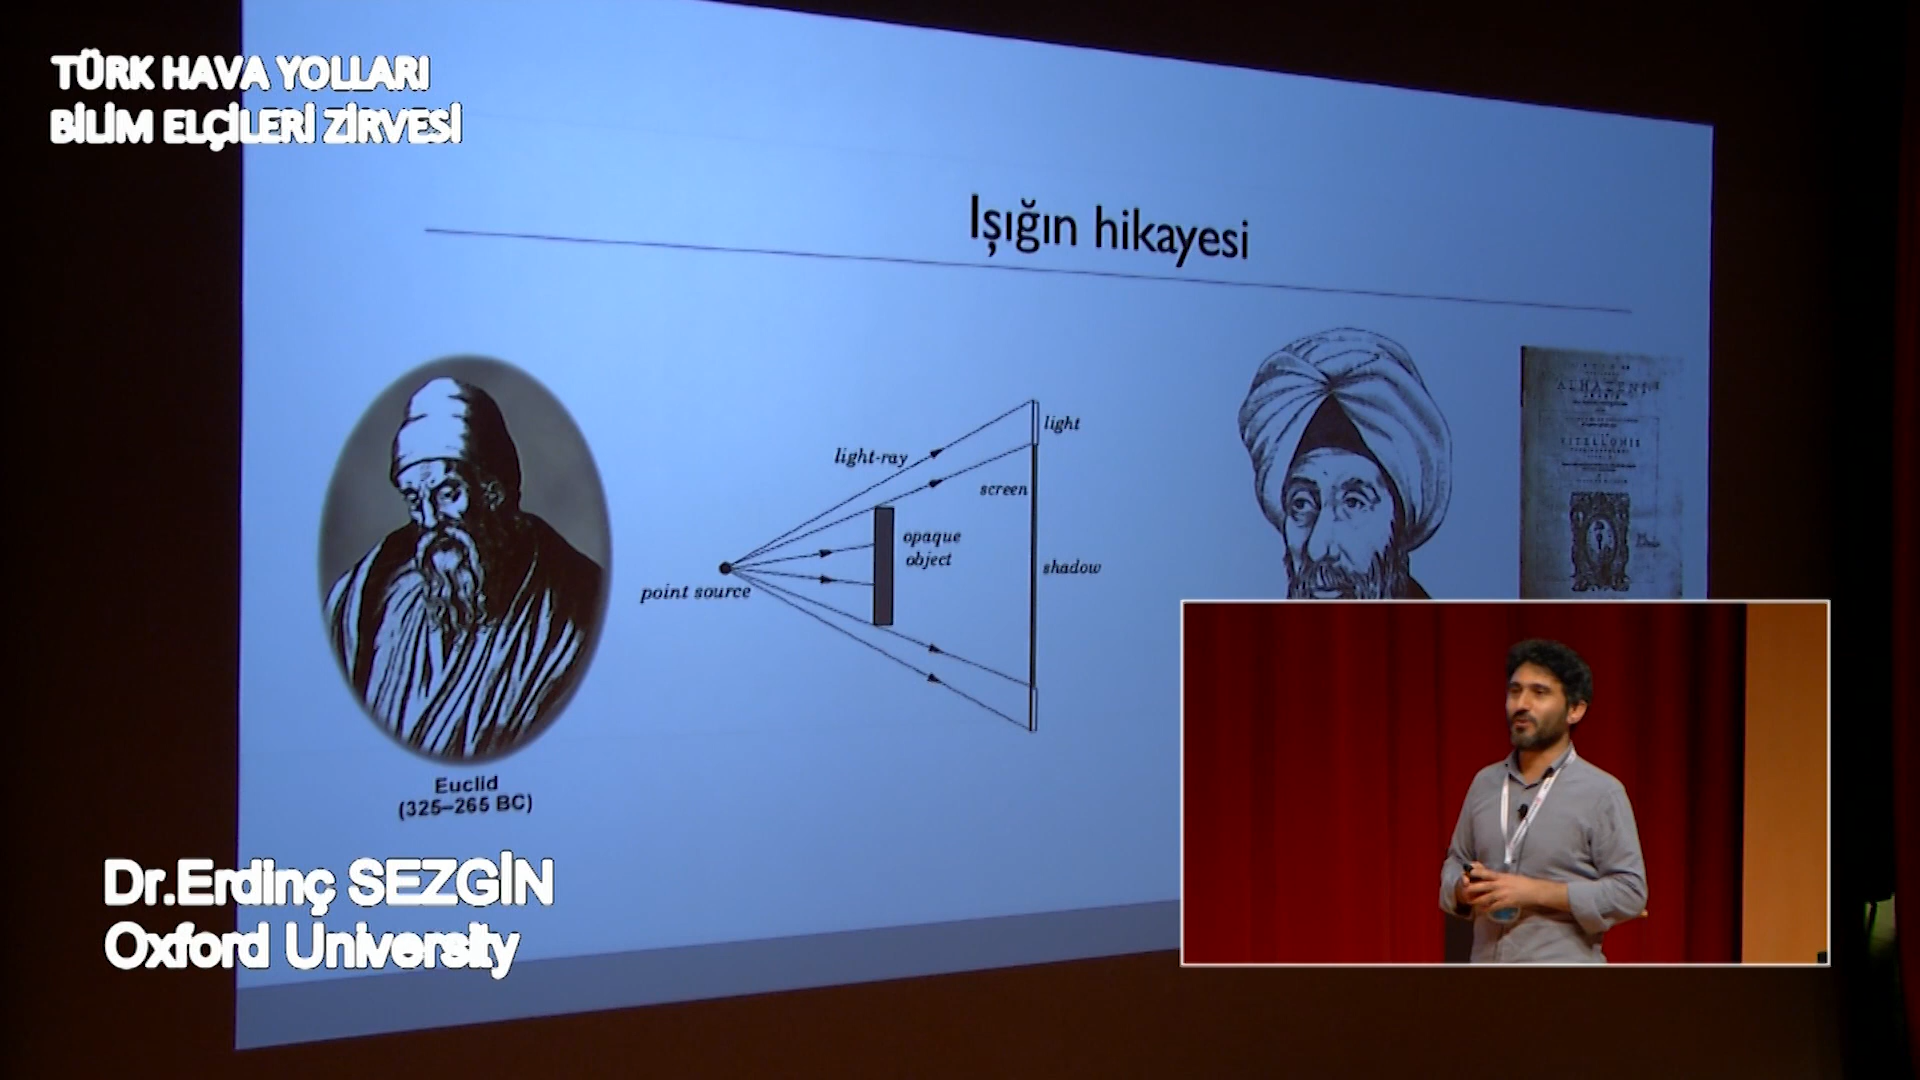 TÜRK HAVA YOLLARI
BİLİM ELÇİLERİ ZİRVESİ
Işığın hikayesi
light
light-ray
screen
opaque
object
shadow
point source
ALHAZENI
VITELLONIS
Euclid
(325–265 BC)
Dr.Erdinç SEZGİN
Oxford University